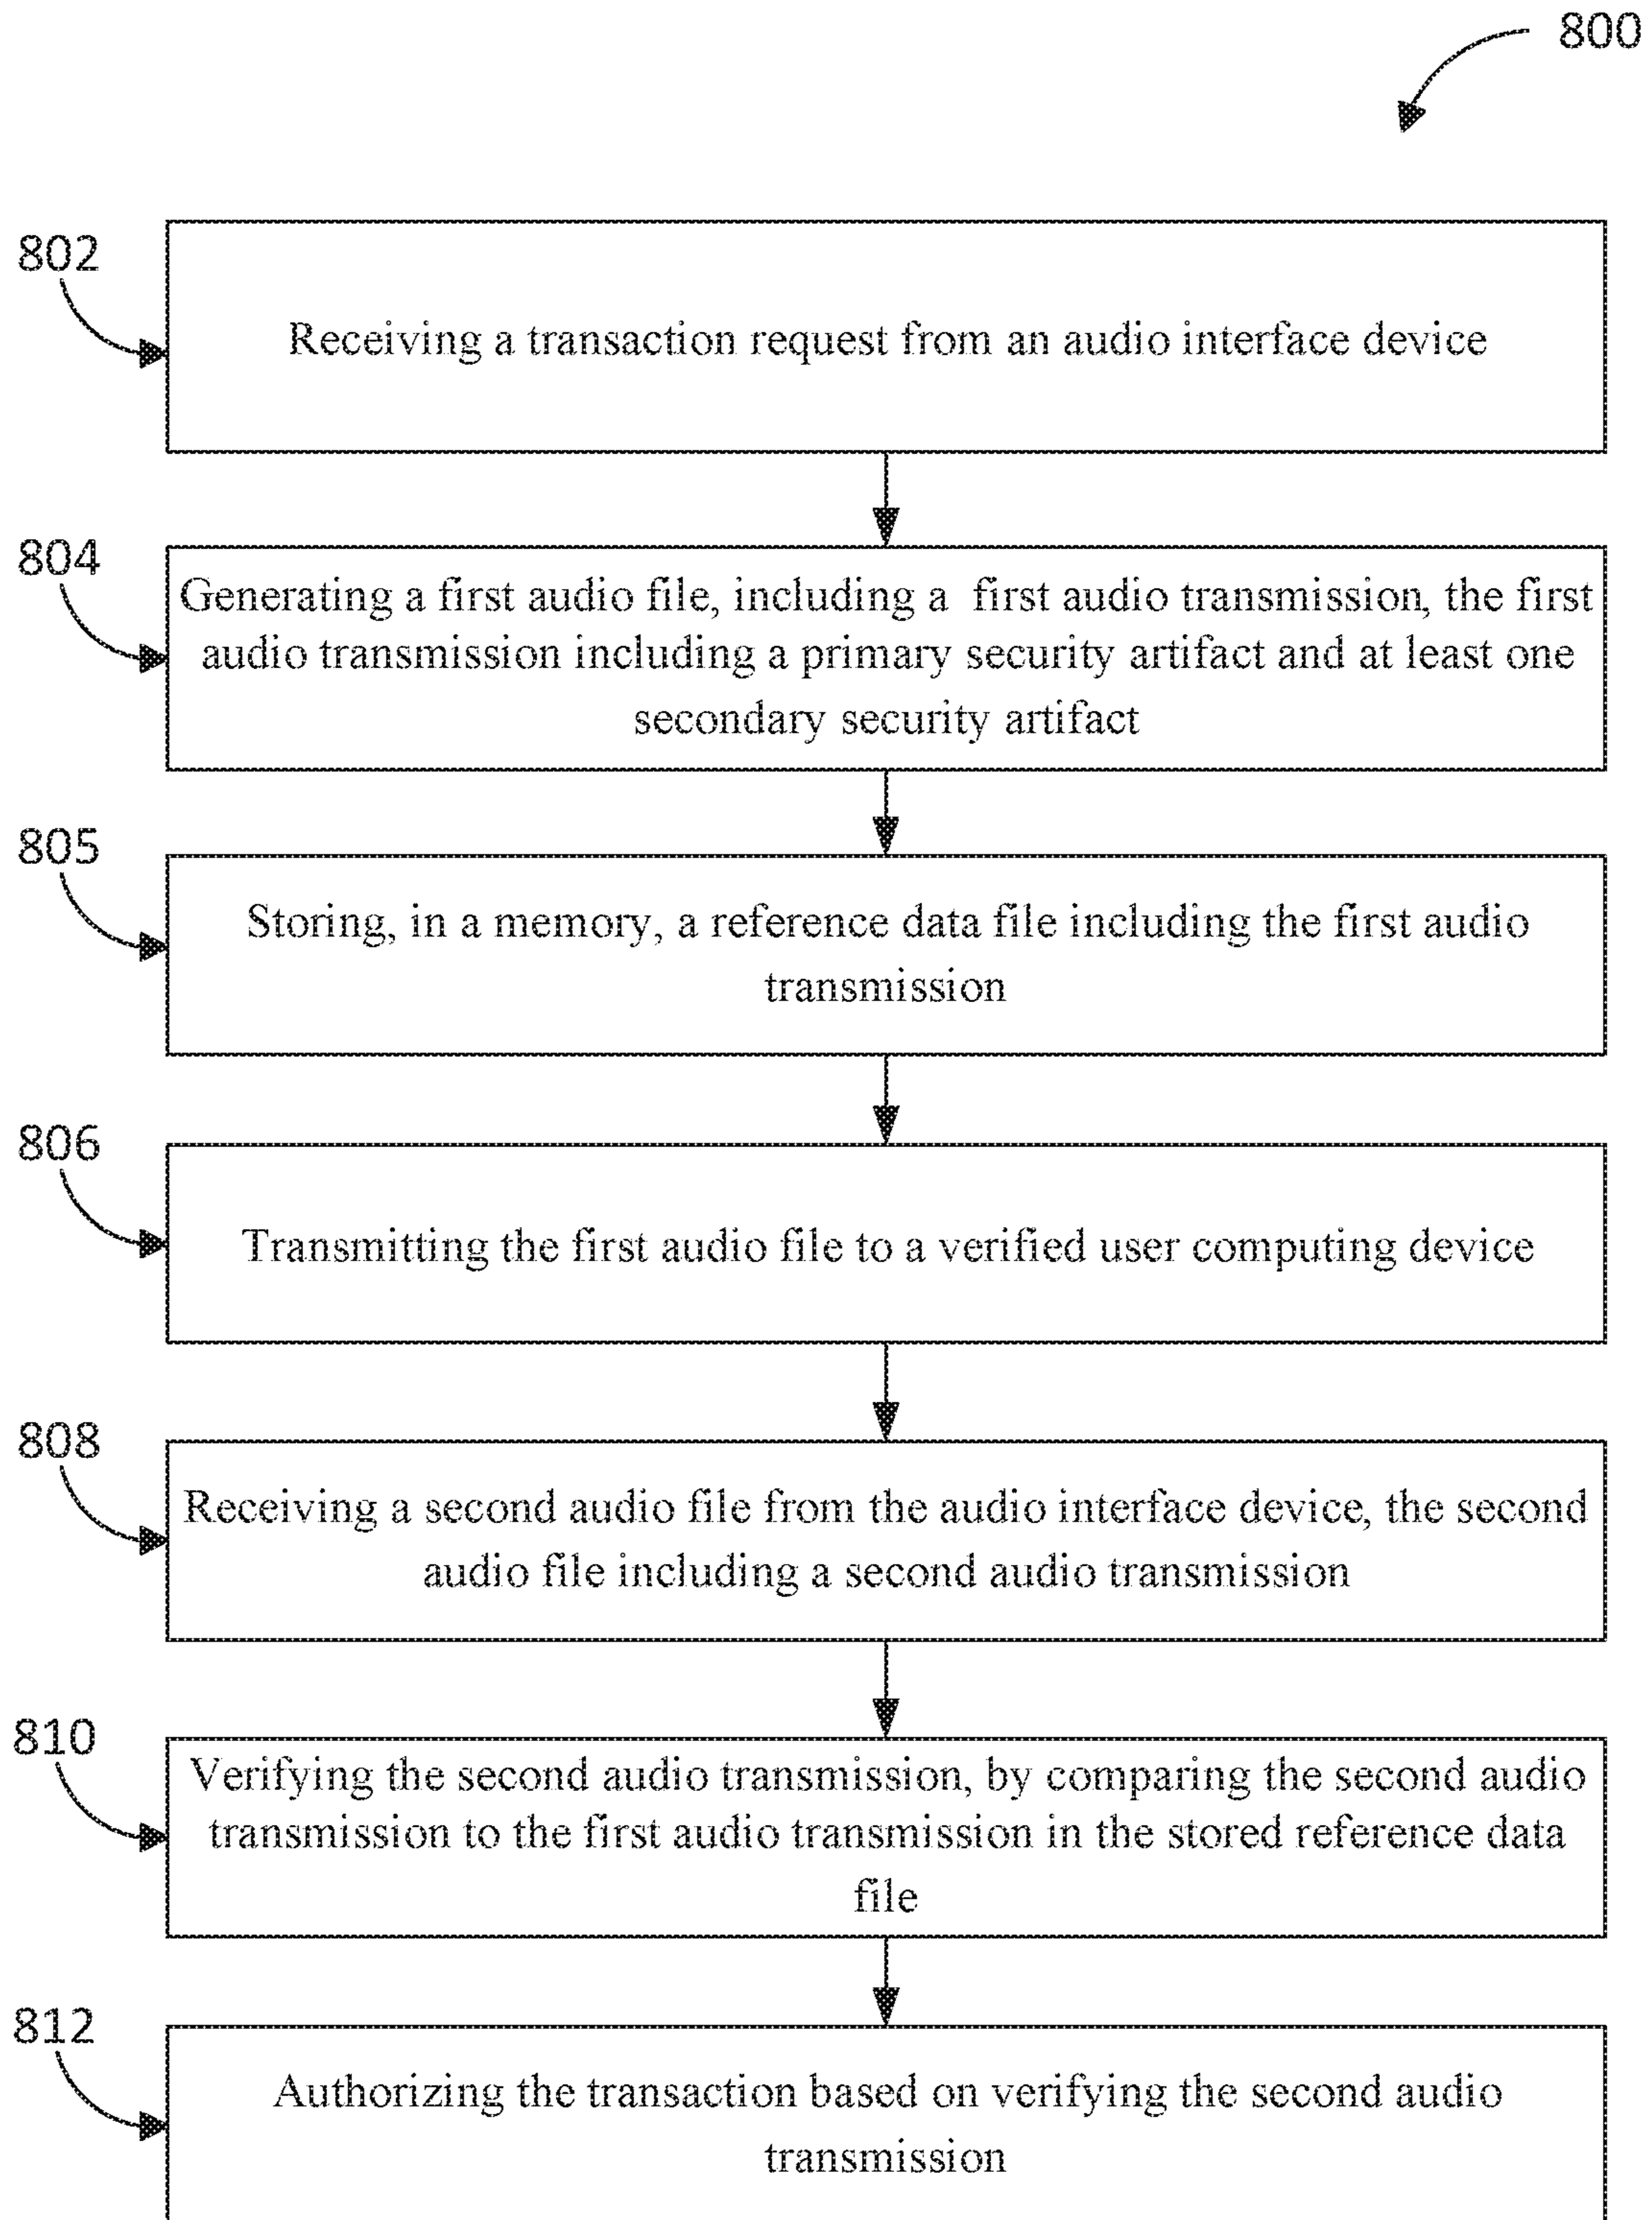 800
802
Receiving a transaction request from an audio interface device
804
Generating a first audio file, including a first audio transmission, the first
audio transmission including a primary security artifact and at least one
secondary security artifact
805
Storing, in a memory, a reference data file including the first audio
transmission
806
Transmitting the first audio file to a verified user computing device
808
Receiving a second audio file from the audio interface device, the second
audio file including a second audio transmission
810
Verifying the second audio transmission, by comparing the second audio
transmission to the first audio transmission in the stored reference data
file
812
Authorizing the transaction based on verifying the second audio
transmission